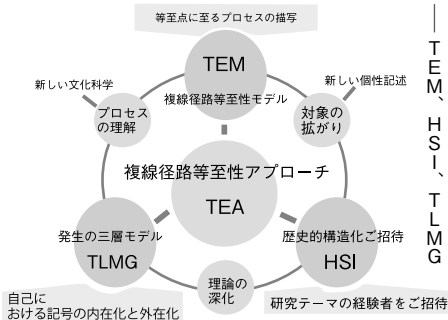 等至点に至るプロセスの描写
TEM
複線径路等至性モデル
新しい文化科学
プロセス
の理解
新しい個性記述
対象の
拡がり
複線径路等至性アプローチ
TEA
発生の三層モデル
TLMG
歴史的構造化ご招待
HSI
理論の
深化
自己に
おける記号の内在化と外在化
研究テーマの経験者をご招待
──TEM、HSI、TLMG